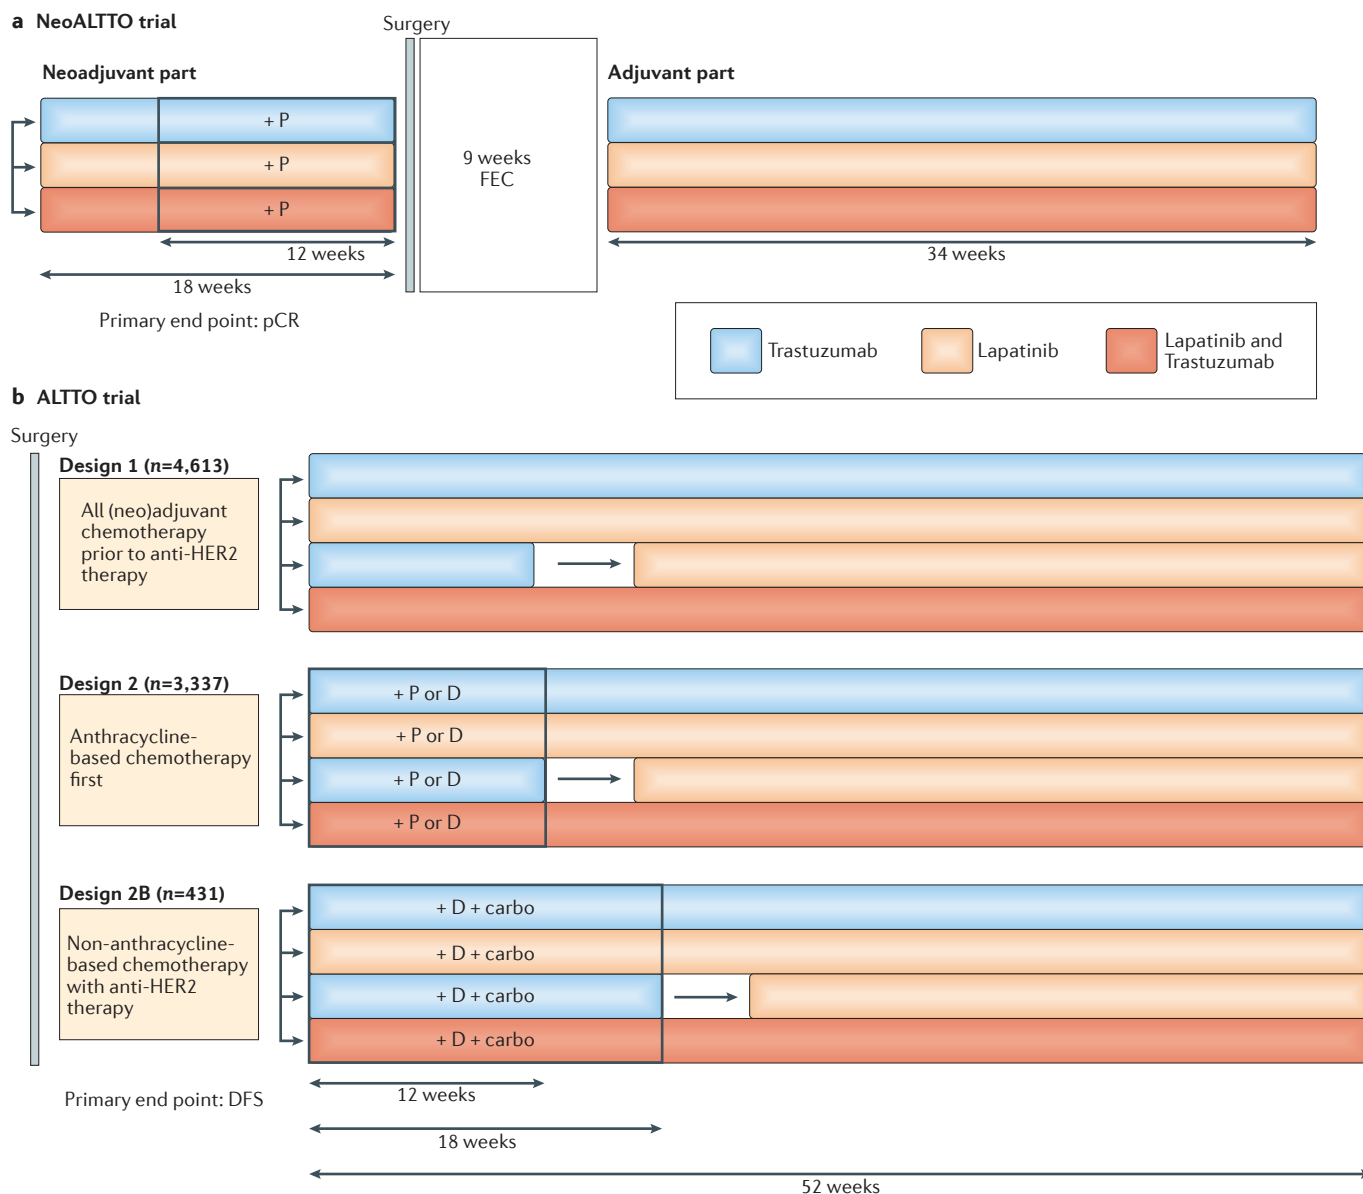 a NeoALTTO trial
Surgery
Neoadjuvant part
Adjuvant part
+ P
+ P
+ P
9 weeks
FEC
12 weeks
34 weeks
18 weeks
Primary end point: pCR
Trastuzumab
Lapatinib
Lapatinib and
Trastuzumab
b ALTTO trial
Surgery
Design 1 (n=4,613)
All (neo)adjuvant
chemotherapy
prior to anti-HER2
therapy
Design 2 (n=3,337)
Anthracycline-
based chemotherapy
first
+ P or D
+ P or D
+ P or D
+ P or D
Design 2B (n=431)
Non-anthracycline-
based chemotherapy
with anti-HER2
therapy
+ D + carbo
+ D + carbo
+ D + carbo
+ D + carbo
Primary end point: DFS
12 weeks
18 weeks
52 weeks